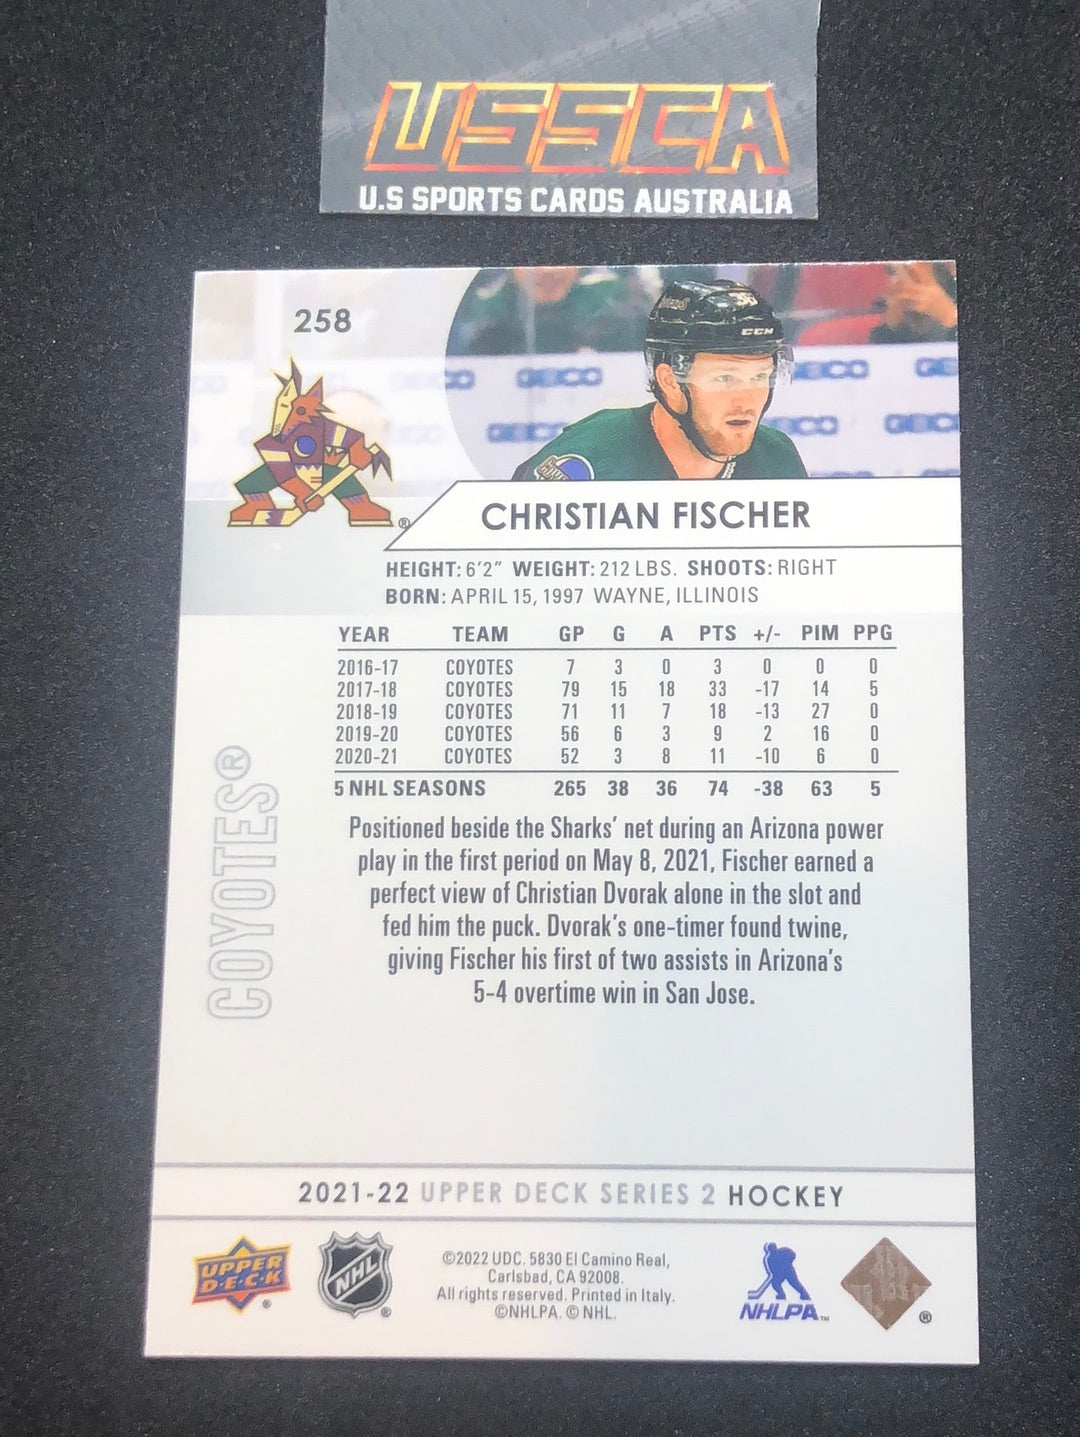 USSCA
U.S SPORTS CARDS AUSTRALIA
258
CCM
GEICO
GEICO
®
CHRISTIAN FISCHER
HEIGHT: 6'2" WEIGHT: 212 LBS. SHOOTS: RIGHT
BORN: APRIL 15, 1997 WAYNE, ILLINOIS
YEAR TEAM GP G A PTS +/- PIM PPG
2016-17 COYOTES 7 3 0 3 0 0 0
2017-18 COYOTES 79 15 18 33 -17 14 5
2018-19 COYOTES 71 11 7 18 -13 27 0
2019-20 COYOTES 56 6 3 9 2 16 0
2020-21 COYOTES 52 3 8 11 -10 6 0
5 NHL SEASONS 265 38 36 74 -38 63 5
COYOTES®
Positioned beside the Sharks' net during an Arizona power
play in the first period on May 8, 2021, Fischer earned a
perfect view of Christian Dvorak alone in the slot and
fed him the puck. Dvorak's one-timer found twine,
giving Fischer his first of two assists in Arizona's
5-4 overtime win in San Jose.
2021-22 UPPER DECK SERIES 2 HOCKEY
UPPER
D·E·C·K
®
NHL
®
©2022 UDC. 5830 El Camino Real,
Carlsbad, CA 92008.
All rights reserved. Printed in Italy.
©NHLPA. © NHL.
NHLPA™
®